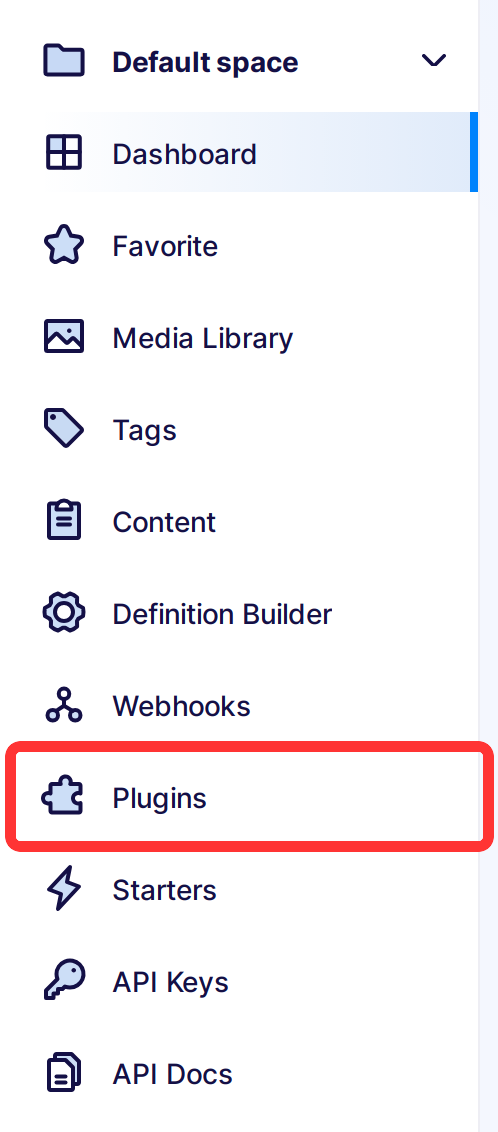 Default space
Dashboard
Favorite
Media Library
Tags
Content
Definition Builder
Webhooks
Plugins
Starters
API Keys
API Docs